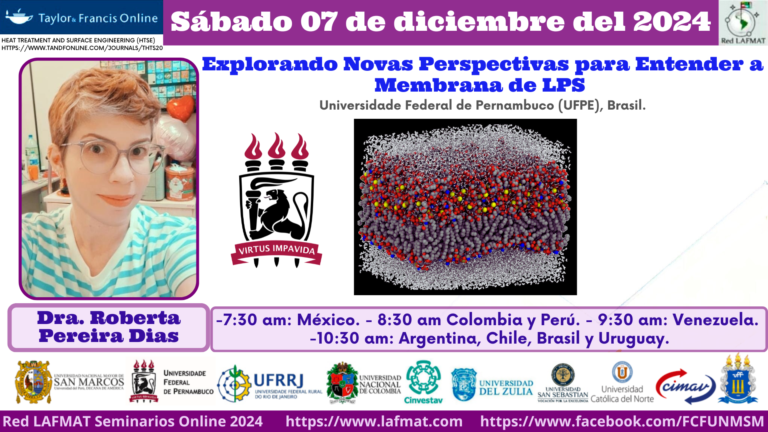 Taylor & Francis Online
HEAT TREATMENT AND SURFACE ENGINEERING (HTSE)
HTTPS://WWW.TANDFONLINE.COM/JOURNALS/THTS20
Sábado 07 de diciembre del 2024
Red LAFMAT
Explorando Novas Perspectivas para Entender a
Membrana de LPS
Universidade Federal de Pernambuco (UFPE), Brasil.
VIRTUS IMPAVIDA
Dra. Roberta
Pereira Dias
-7:30 am: México. - 8:30 am Colombia y Perú. - 9:30 am: Venezuela.
-10:30 am: Argentina, Chile, Brasil y Uruguay.
UNIVERSIDAD NACIONAL MAYOR DE
SAN MARCOS
UNIVERSIDADE
FEDERAL
DE PERNAMBUCO
UFRRJ
UNIVERSIDADE FEDERAL RURAL
DO RIO DE JANEIRO
UNIVERSIDAD
NACIONAL
DE COLOMBIA
Cinvestav
UNIVERSIDAD
DEL ZULIA
UNIVERSIDAD
SAN SEBASTIAN
Universidad
Católica del Norte
cimav
Red LAFMAT Seminarios Online 2024
https://www.lafmat.com
https://www.facebook.com/FCFUNMSM